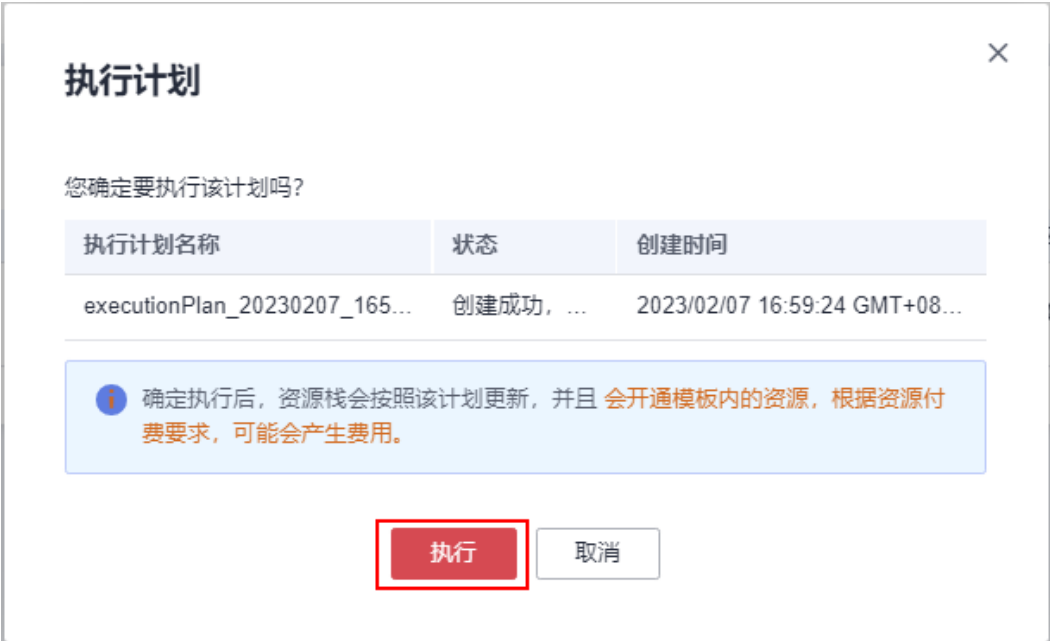 执行计划
您确定要执行该计划吗?
执行计划名称 状态 创建时间
executionPlan_20230207_165... 创建成功, ... 2023/02/07 16:59:24 GMT+08...
确定执行后,资源栈会按照该计划更新,并且 会开通模板内的资源,根据资源付
费要求,可能会产生费用。
执行 取消